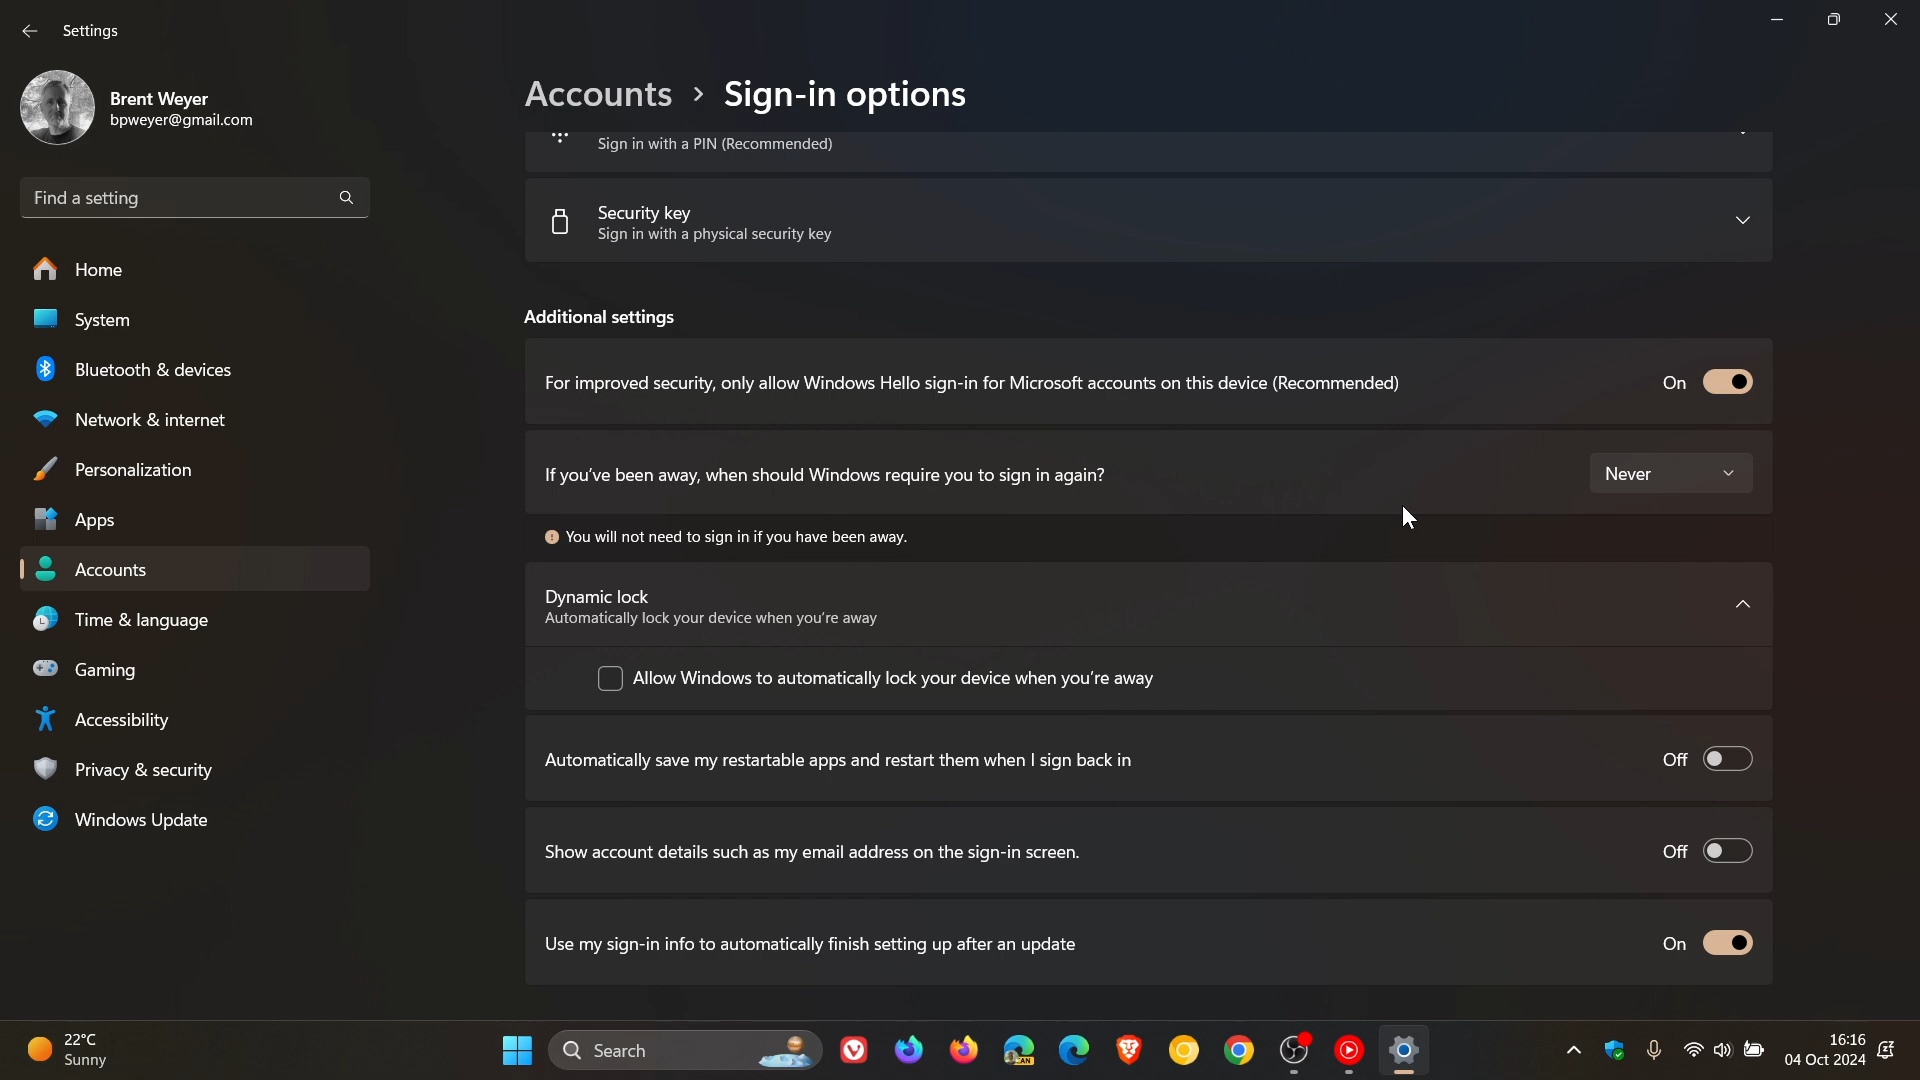 Settings
Brent Weyer
bpweyer@gmail.com
Find a setting
Home
System
Bluetooth & devices
Network & internet
Personalization
Apps
Accounts
Time & language
Gaming
Accessibility
Privacy & security
Windows Update
Accounts > Sign-in options
Sign in with a PIN (Recommended)
Security key
Sign in with a physical security key
Additional settings
For improved security, only allow Windows Hello sign-in for Microsoft accounts on this device (Recommended) On
If you've been away, when should Windows require you to sign in again? Never
You will not need to sign in if you have been away.
Dynamic lock
Automatically lock your device when you're away
Allow Windows to automatically lock your device when you're away
Automatically save my restartable apps and restart them when I sign back in Off
Show account details such as my email address on the sign-in screen. Off
Use my sign-in info to automatically finish setting up after an update On
22°C
Sunny
Search
CAN
16:16
04 Oct 2024